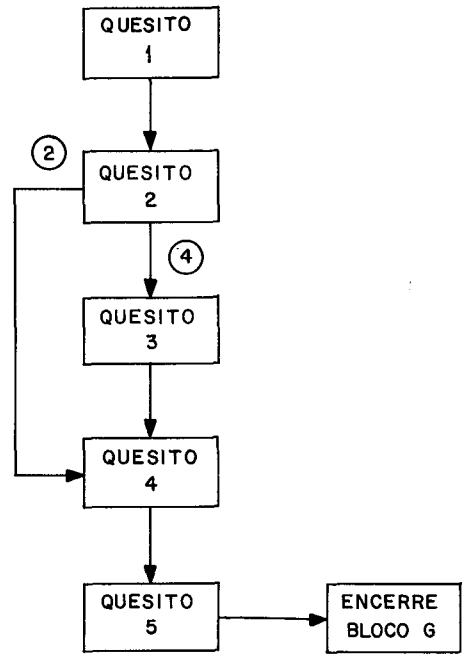 QUESITO
1
2
QUESITO
2
4
QUESITO
3
QUESITO
4
QUESITO
5
ENCERRE
BLOCO G